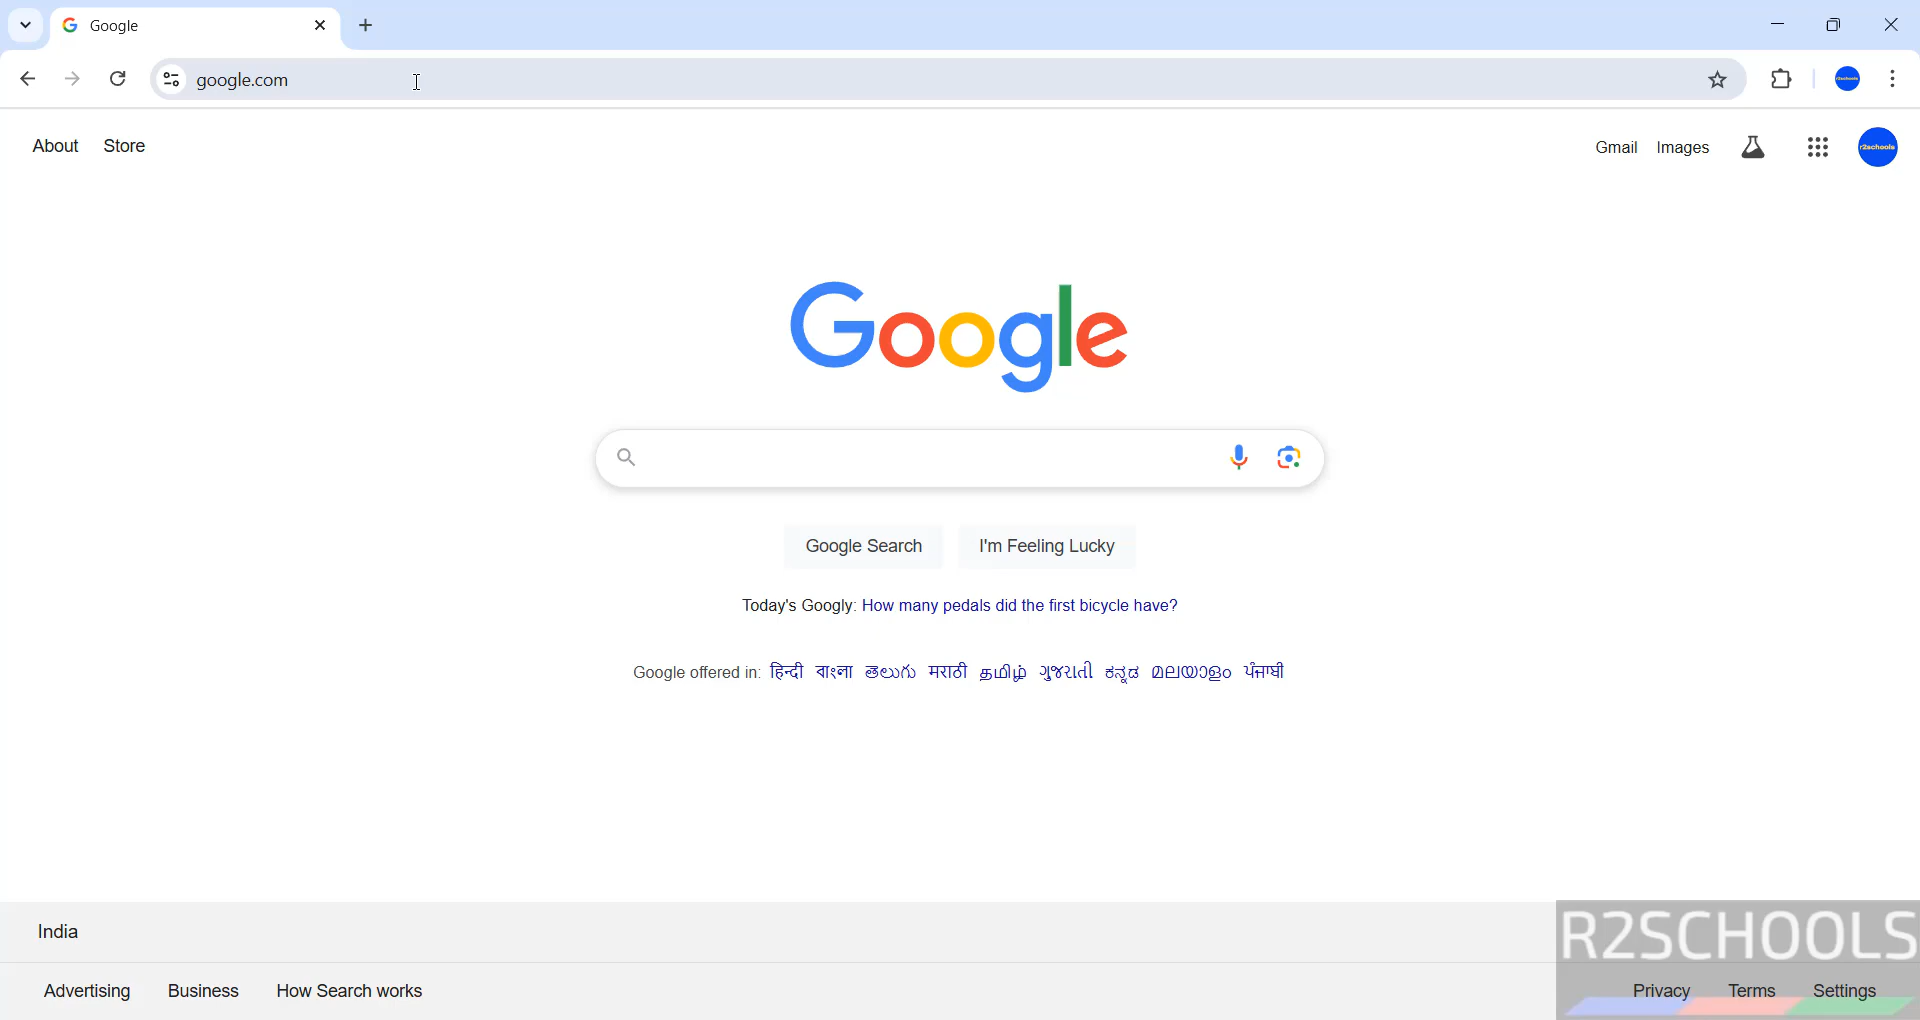 Google
google.com
About Store
Gmail Images
r2schools
Google
Google Search I'm Feeling Lucky
Today's Googly: How many pedals did the first bicycle have?
Google offered in: हिन्दी বাংলা తెలుగు मराठी தமிழ் ગુજરાતી ಕನ್ನಡ മലയാളം ਪੰਜਾਬੀ
India
R2SCHOOLS
Advertising Business How Search works
Privacy Terms Settings